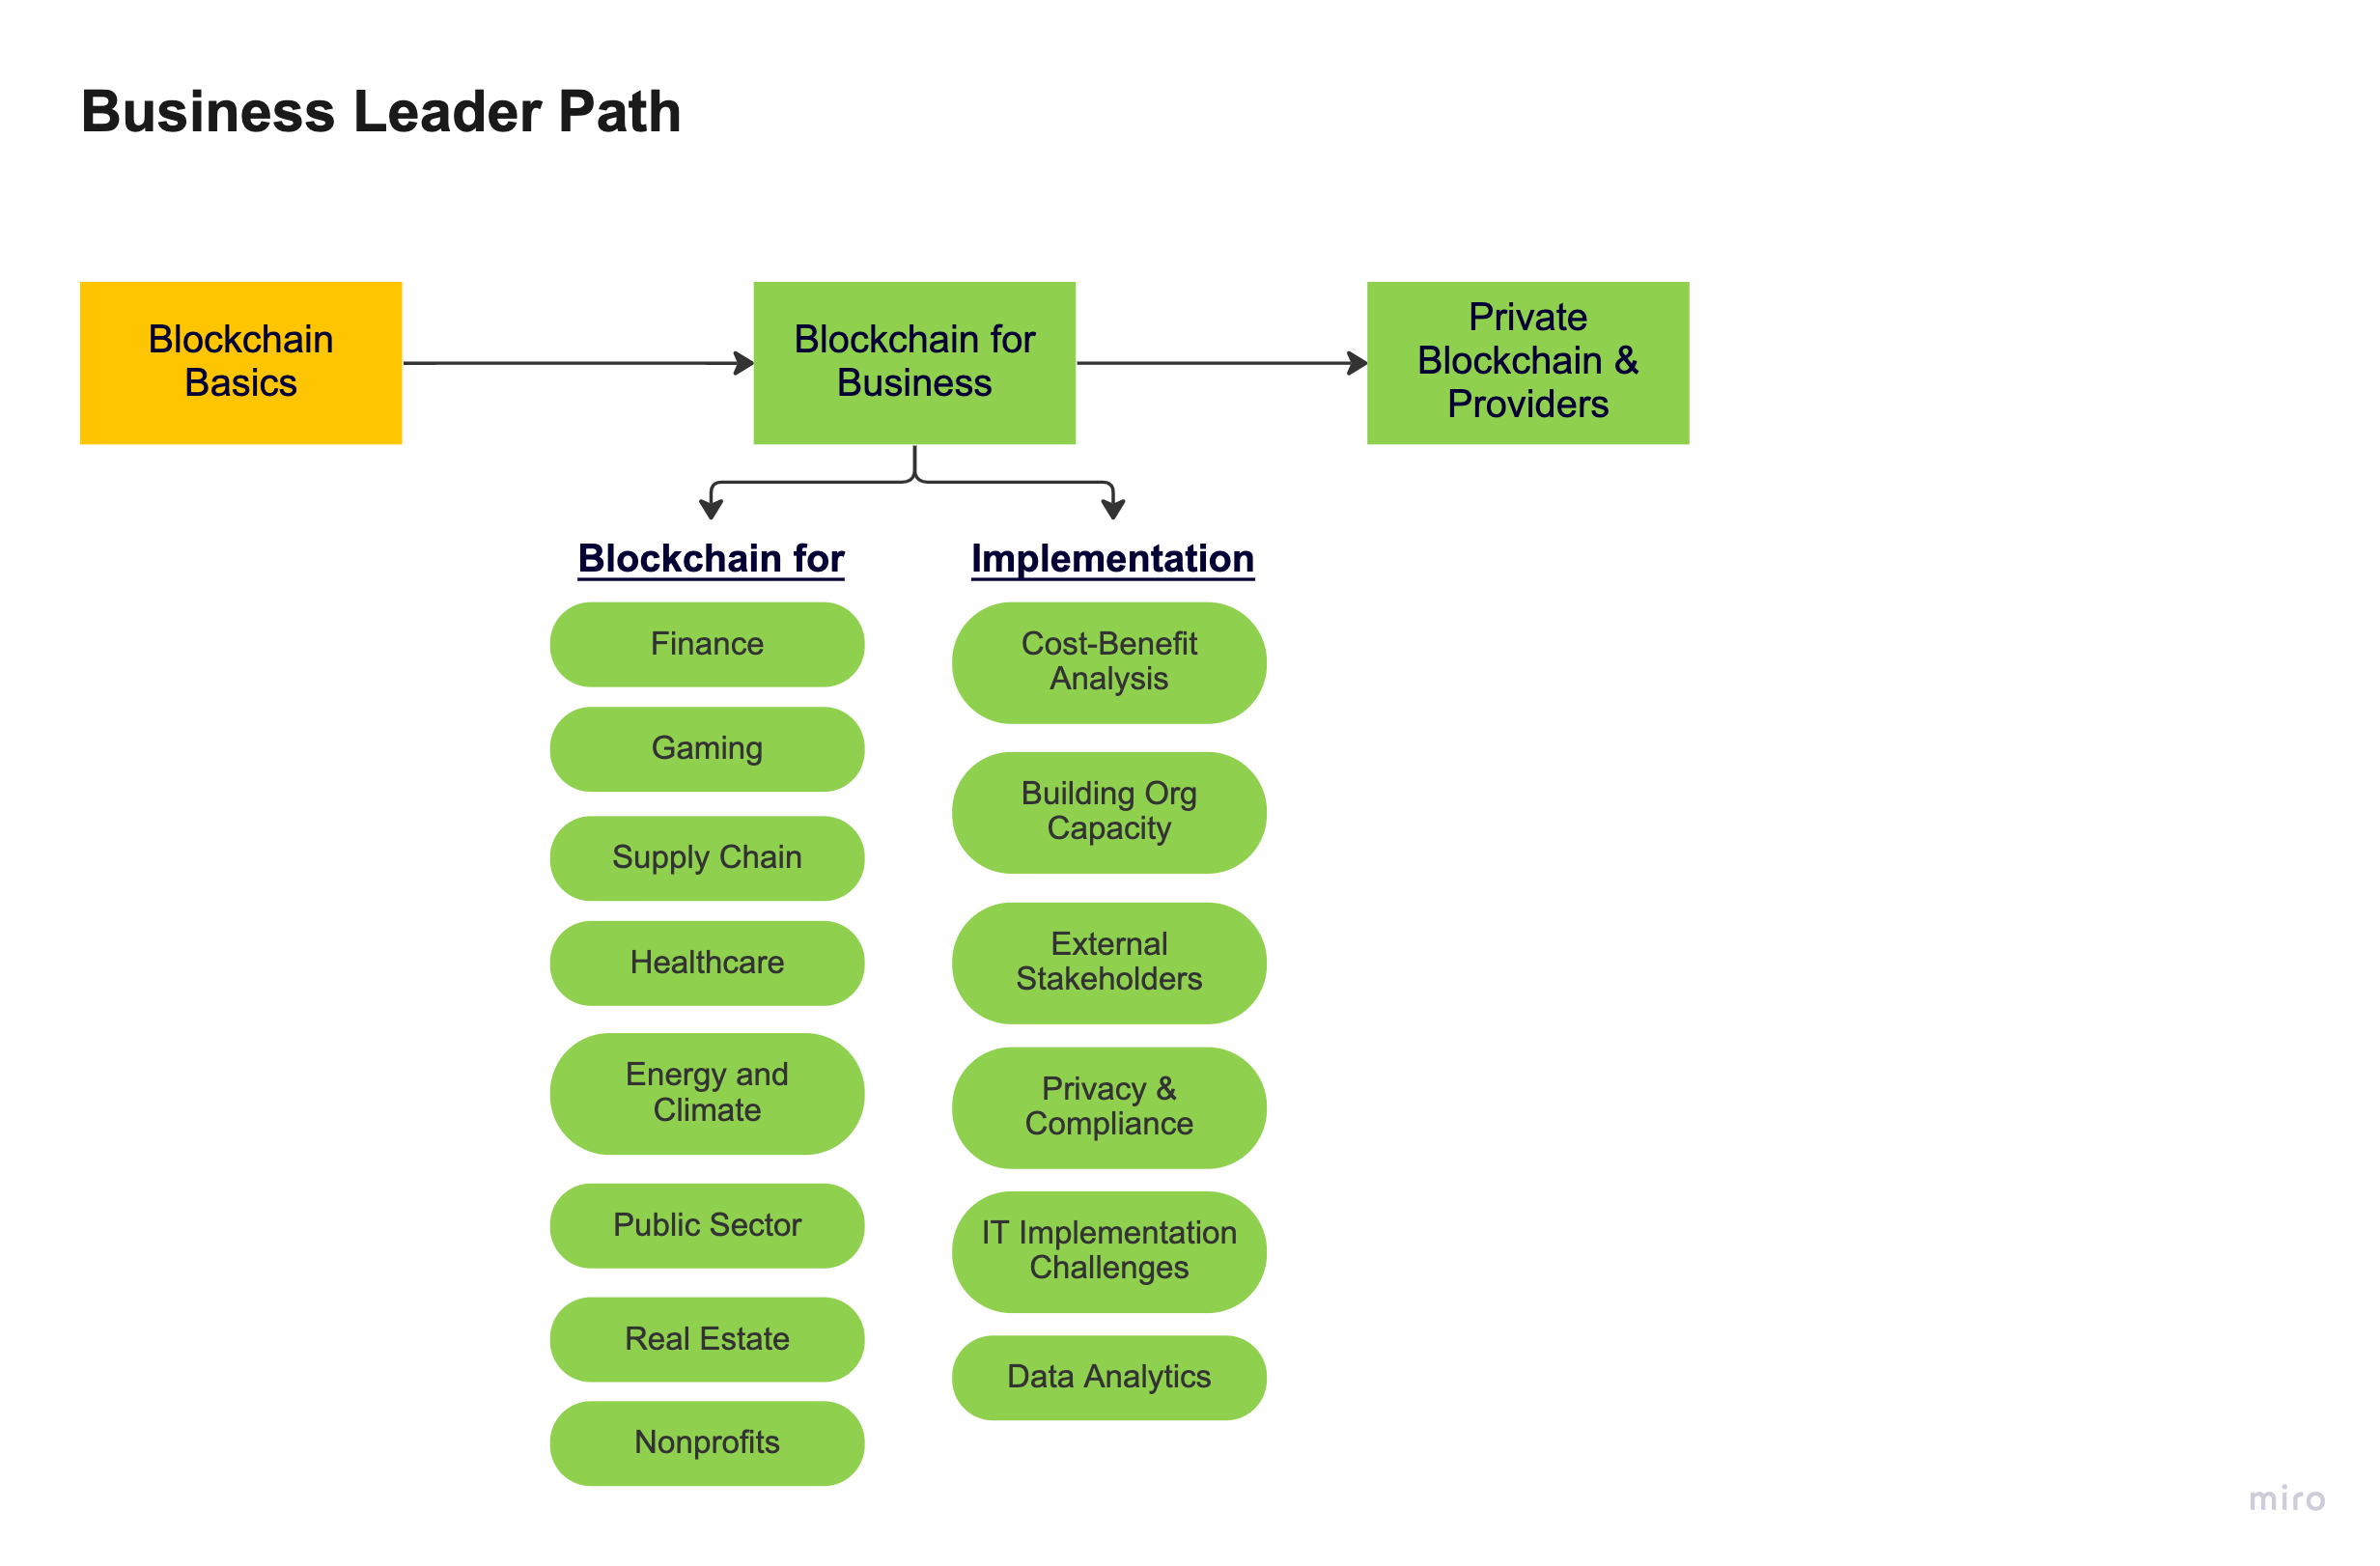 Business Leader Path
Blockchain
Basics
Blockchain for
Business
Private
Blockchain &
Providers
Blockchain for
Finance
Gaming
Supply Chain
Healthcare
Energy and
Climate
Public Sector
Real Estate
Nonprofits
Implementation
Cost-Benefit
Analysis
Building Org
Capacity
External
Stakeholders
Privacy &
Compliance
IT Implementation
Challenges
Data Analytics
miro